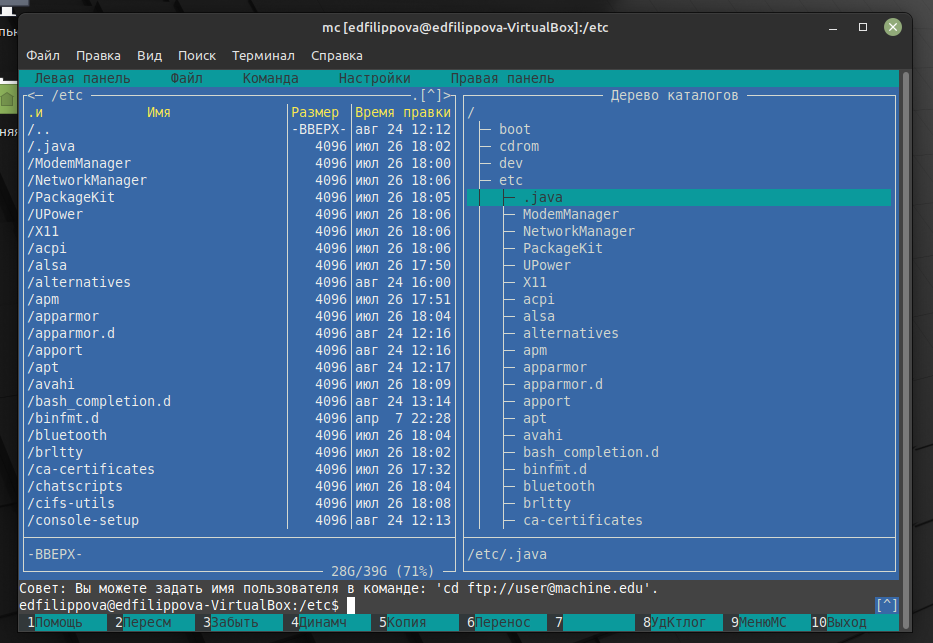 mc [edfilippova@edfilippova-VirtualBox]:/etc
Файл Правка Вид Поиск Терминал Справка
Левая панель Файл Команда Настройки Правая панель
<─ /etc .[^]>
.и Имя Размер Время правки
/.. -ВВЕРХ- авг 24 12:12
/.java 4096 июл 26 18:02
/ModemManager 4096 июл 26 18:00
/NetworkManager 4096 июл 26 18:06
/PackageKit 4096 июл 26 18:05
/UPower 4096 июл 26 18:06
/X11 4096 июл 26 18:06
/acpi 4096 июл 26 18:06
/alsa 4096 июл 26 17:50
/alternatives 4096 авг 24 16:00
/apm 4096 июл 26 17:51
/apparmor 4096 июл 26 18:04
/apparmor.d 4096 авг 24 12:16
/apport 4096 авг 24 12:16
/apt 4096 авг 24 12:17
/avahi 4096 июл 26 18:09
/bash_completion.d 4096 авг 24 13:14
/binfmt.d 4096 апр 7 22:28
/bluetooth 4096 июл 26 18:04
/brltty 4096 июл 26 18:02
/ca-certificates 4096 июл 26 17:32
/chatscripts 4096 июл 26 18:04
/cifs-utils 4096 июл 26 18:08
/console-setup 4096 авг 24 12:13
-ВВЕРХ-
28G/39G (71%)
Дерево каталогов
/
boot
cdrom
dev
etc
.java
ModemManager
NetworkManager
PackageKit
UPower
X11
acpi
alsa
alternatives
apm
apparmor
apparmor.d
apport
apt
avahi
bash_completion.d
binfmt.d
bluetooth
brltty
ca-certificates
/etc/.java
Совет: Вы можете задать имя пользователя в команде: 'cd ftp://user@machine.edu'.
edfilippova@edfilippova-VirtualBox:/etc$ [^]
1Помощь 2Пересм 3Забыть 4Динамч 5Копия 6Перенос 7 8УдКтлог 9МенюМС 10Выход